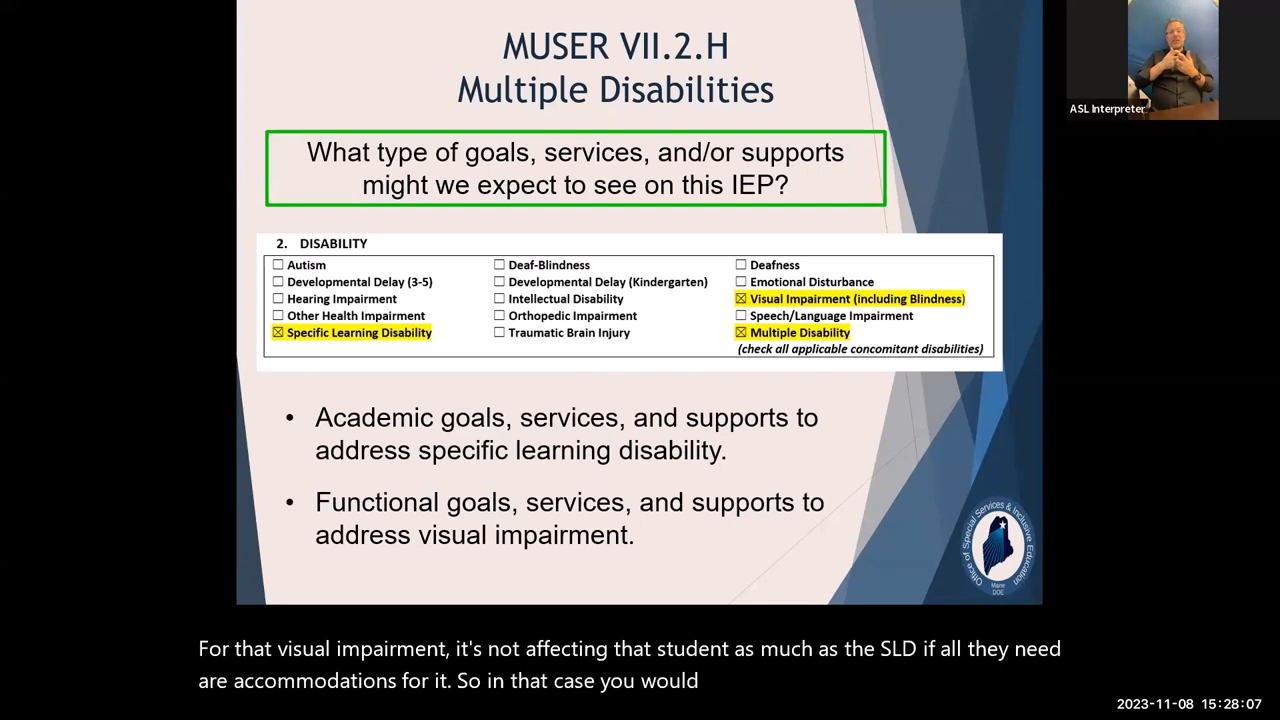 MUSER VII.2.H
Multiple Disabilities
ASL Interpreter
What type of goals, services, and/or supports
might we expect to see on this IEP?
2. DISABILITY
☐ Autism ☐ Deaf-Blindness ☐ Deafness
☐ Developmental Delay (3-5) ☐ Developmental Delay (Kindergarten) ☐ Emotional Disturbance
☐ Hearing Impairment ☐ Intellectual Disability ☒ Visual Impairment (including Blindness)
☐ Other Health Impairment ☐ Orthopedic Impairment ☐ Speech/Language Impairment
☒ Specific Learning Disability ☐ Traumatic Brain Injury ☒ Multiple Disability
(check all applicable concomitant disabilities)
• Academic goals, services, and supports to
address specific learning disability.
• Functional goals, services, and supports to
address visual impairment.
Office of Special Services & Inclusive Education
Maine
DOE
For that visual impairment, it's not affecting that student as much as the SLD if all they need
are accommodations for it. So in that case you would
2023-11-08 15:28:07